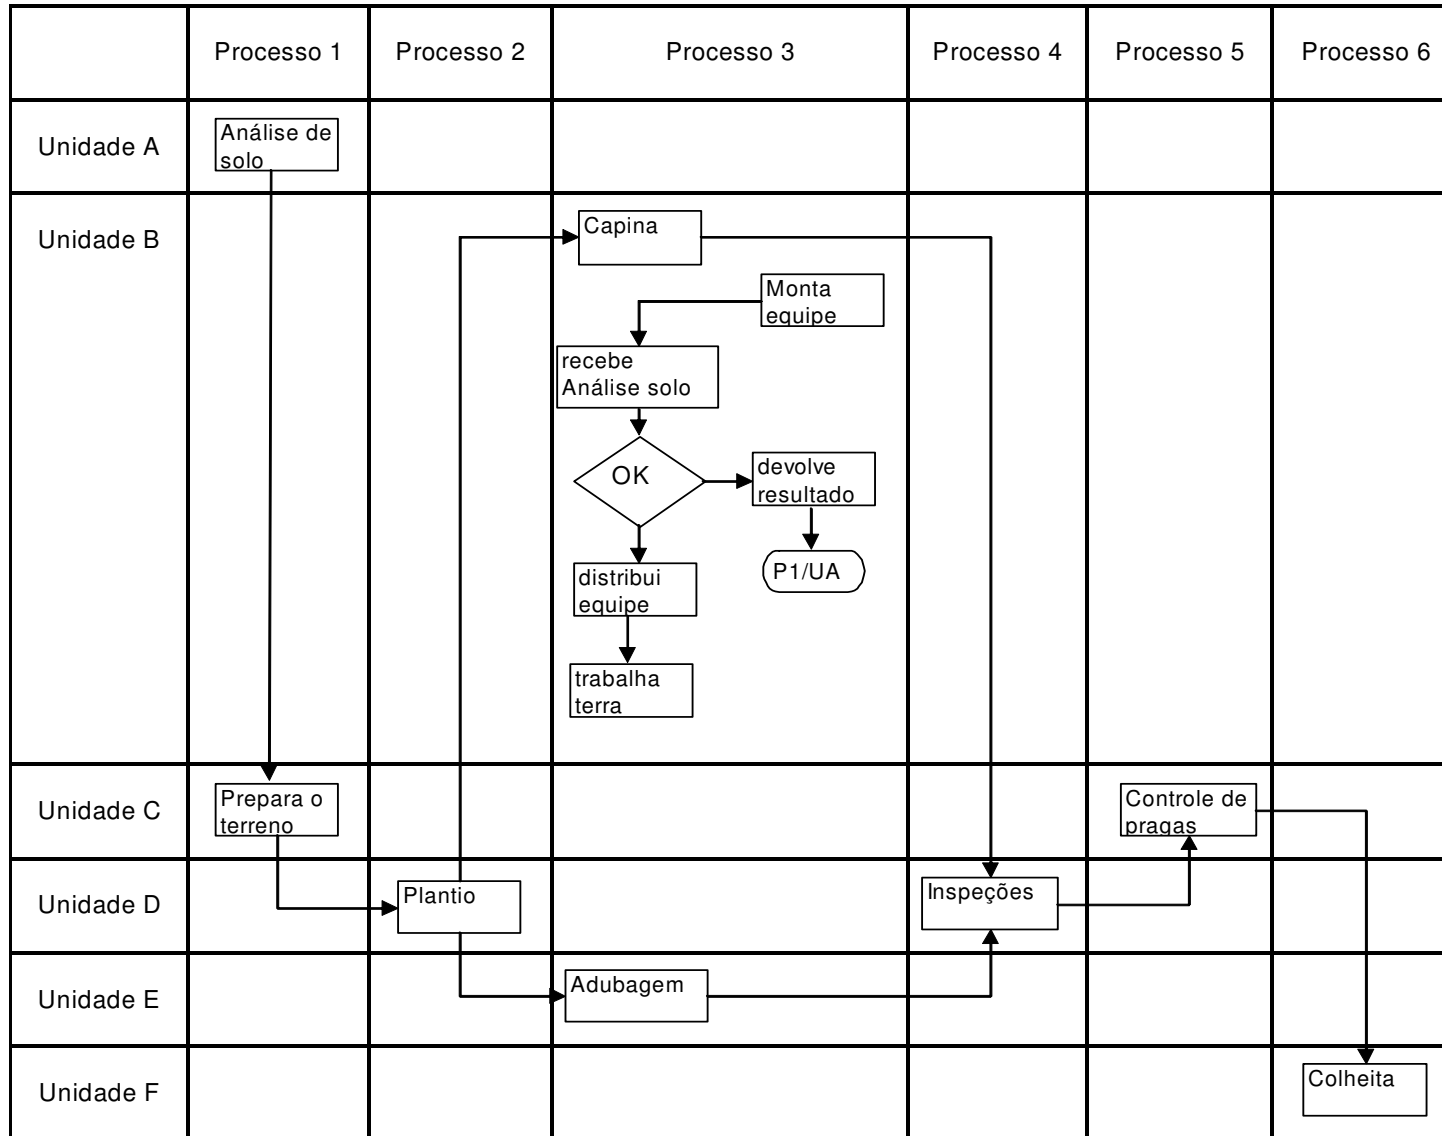 Processo 1
Processo 2
Processo 3
Processo 4
Processo 5
Processo 6
Unidade A
Análise de
solo
Unidade B
Capina
Monta
equipe
recebe
Análise solo
OK
devolve
resultado
P1/UA
distribui
equipe
trabalha
terra
Unidade C
Prepara o
terreno
Controle de
pragas
Unidade D
Plantio
Inspeções
Unidade E
Adubagem
Unidade F
Colheita